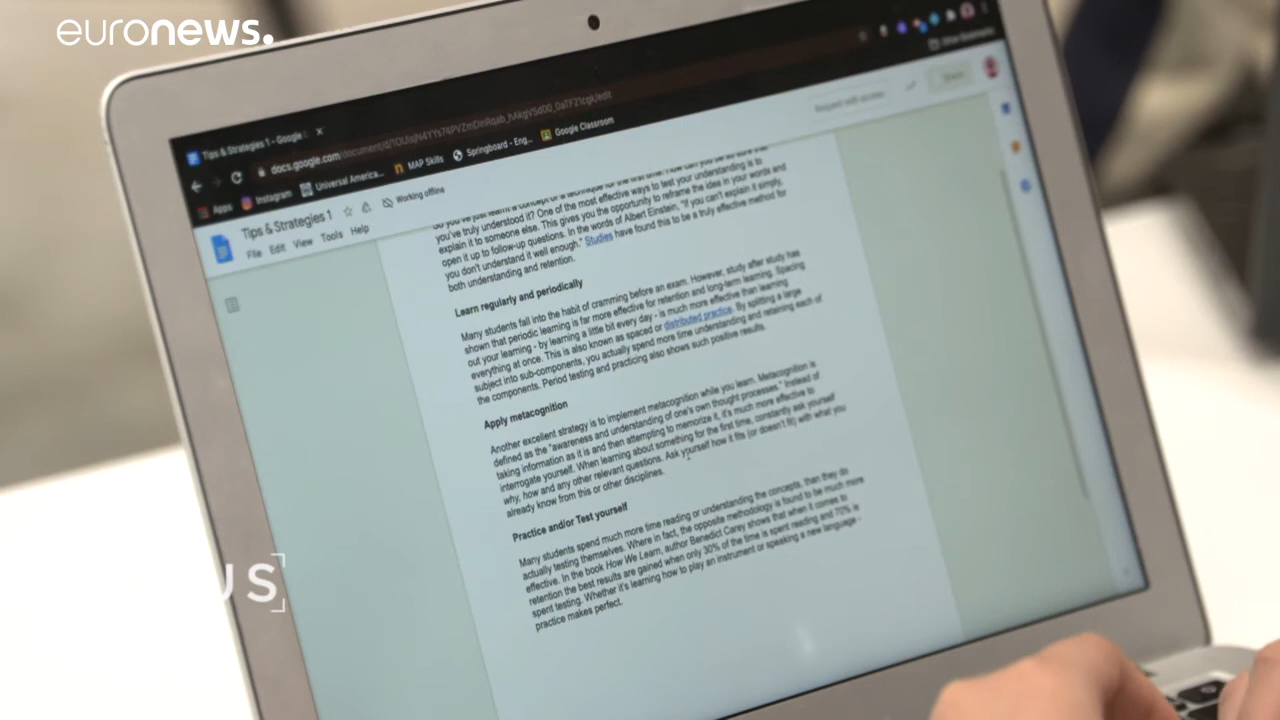 euronews.
Tips & Strategies 1 - Google
docs.google.com
Apps
Instagram
Universal America...
MAP Skills
Springboard - Eng...
Google Classroom
Other Bookmarks
Tips & Strategies 1
Working offline
Request edit access
Share
File Edit View Tools Help
you've truly understood it? One of the most effective ways to test your understanding is to
explain it to someone else. This gives you the opportunity to reframe the idea in your words and
open it up to follow-up questions. In the words of Albert Einstein, "If you can't explain it simply,
you don't understand it well enough." Studies have found this to be a truly effective method for
both understanding and retention.
Learn regularly and periodically
Many students fall into the habit of cramming before an exam. However, study after study has
shown that periodic learning is far more effective for retention and long-term learning. Spacing
out your learning - by learning a little bit every day - is much more effective than learning
everything at once. This is also known as spaced or distributed practice. By splitting a large
subject into sub-components, you actually spend more time understanding and retaining each of
the components. Period testing and practicing also shows such positive results.
Apply metacognition
Another excellent strategy is to implement metacognition while you learn. Metacognition is
defined as the "awareness and understanding of one's own thought processes." Instead of
taking information as it is and then attempting to memorize it, it's much more effective to
interrogate yourself. When learning about something for the first time, constantly ask yourself
why, how and any other relevant questions. Ask yourself how it fits (or doesn't fit) with what you
already know from this or other disciplines.
Practice and/or Test yourself
Many students spend much more time reading or understanding the concepts, than they do
actually testing themselves. Where in fact, the opposite methodology is found to be much more
effective. In the book How We Learn, author Benedict Carey shows that when it comes to
retention the best results are gained when only 30% of the time is spent reading and 70% is
spent testing. Whether it's learning how to play an instrument or speaking a new language -
practice makes perfect.
US